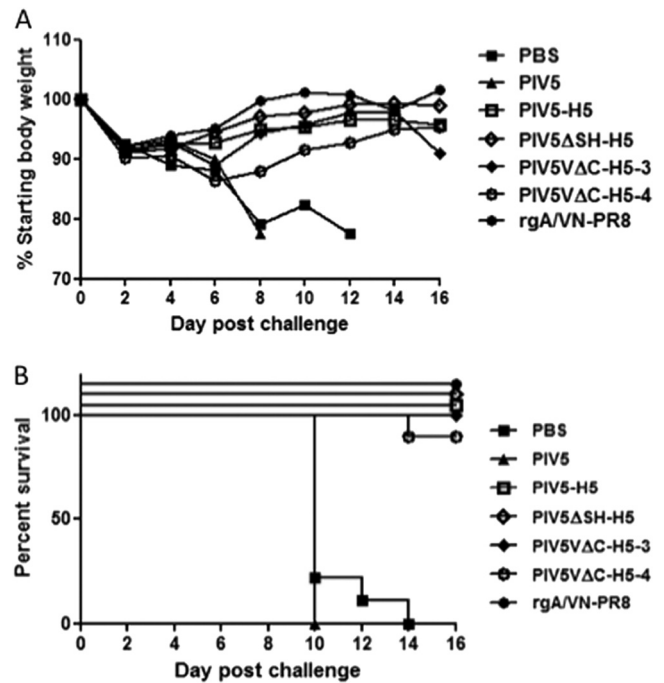 A
110
100
90
80
70
% Starting body weight
0 2 4 6 8 10 12 14 16
Day post challenge
PBS
PIV5
PIV5-H5
PIV5ΔSH-H5
PIV5VΔC-H5-3
PIV5VΔC-H5-4
rgA/VN-PR8
B
100
50
0
Percent survival
0 2 4 6 8 10 12 14 16
Day post challenge
PBS
PIV5
PIV5-H5
PIV5ΔSH-H5
PIV5VΔC-H5-3
PIV5VΔC-H5-4
rgA/VN-PR8